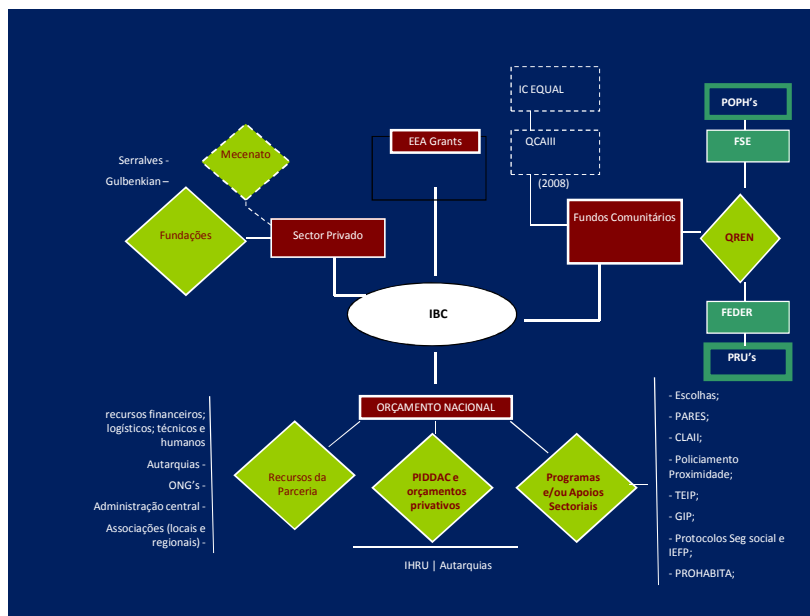 IC EQUAL
POPH's
EEA Grants
QCAIII
FSE
Mecenato
Serralves -
Gulbenkian –
(2008)
Fundos Comunitários
Fundações
Sector Privado
QREN
IBC
FEDER
PRU's
ORÇAMENTO NACIONAL
recursos financeiros;
logísticos; técnicos e
humanos
Autarquias -
ONG's -
Administração central -
Associações (locais e
regionais) -
Recursos da
Parceria
PIDDAC e
orçamentos
privativos
Programas
e/ou Apoios
Sectoriais
- Escolhas;
- PARES;
- CLAII;
- Policiamento
Proximidade;
- TEIP;
- GIP;
- Protocolos Seg social e
IEFP;
- PROHABITA;
IHRU | Autarquias